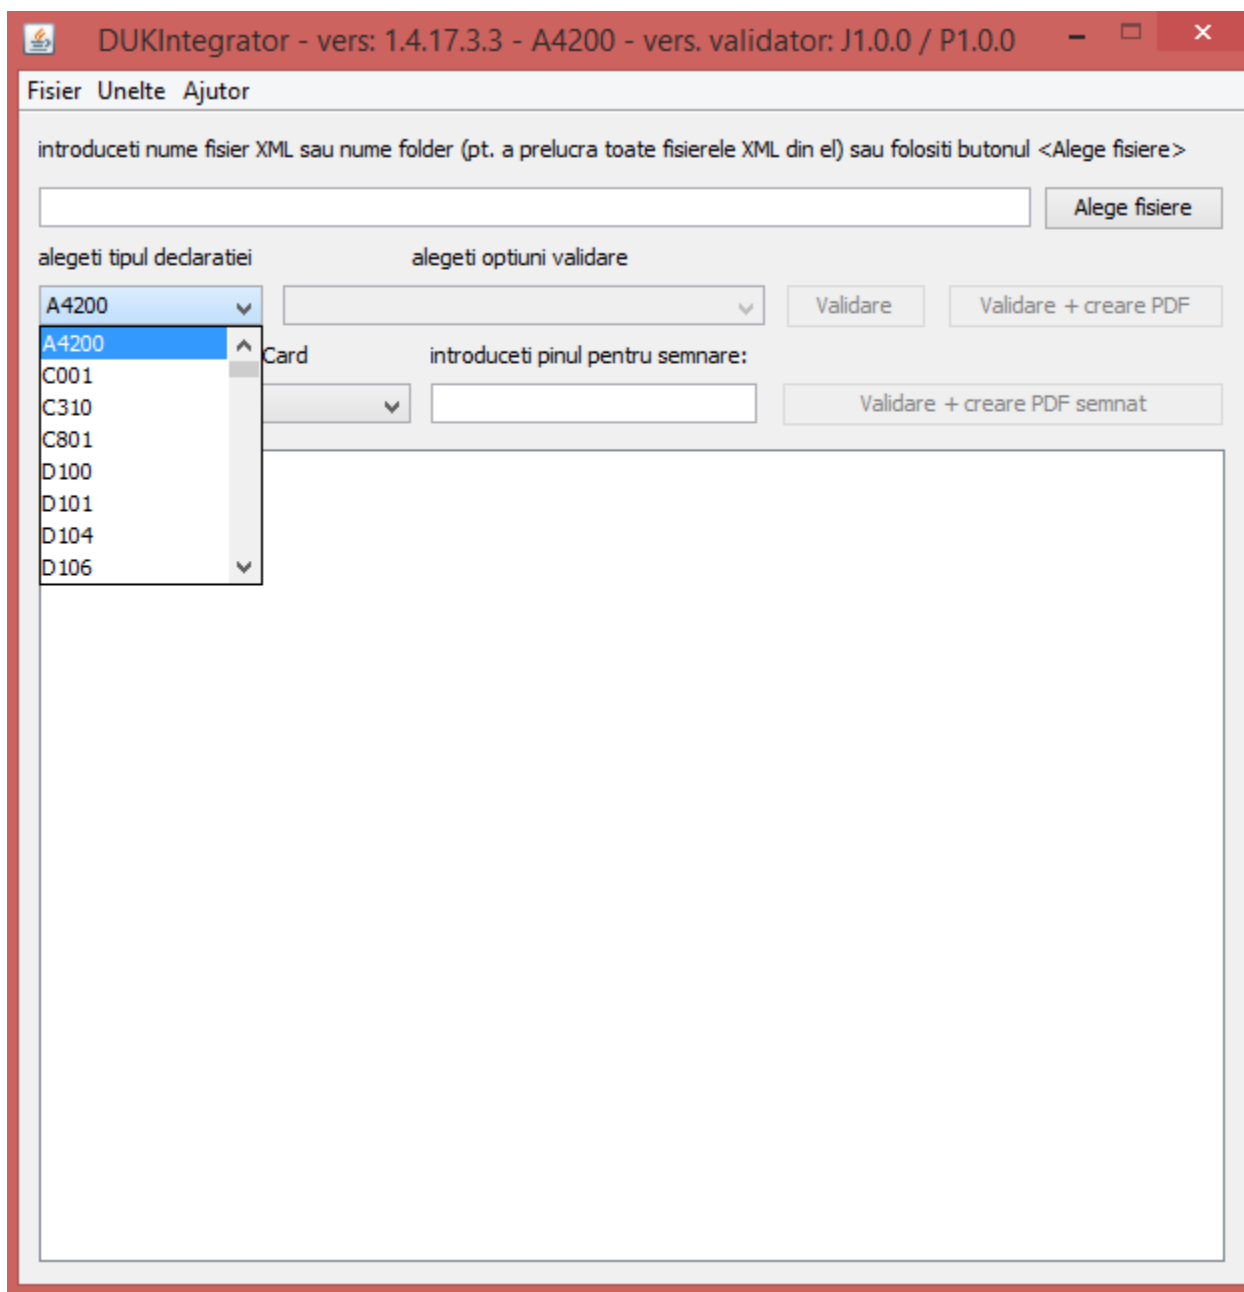 DUKIntegrator - vers: 1.4.17.3.3 - A4200 - vers. validator: J1.0.0 / P1.0.0
Fisier Unelte Ajutor
introduceti nume fisier XML sau nume folder (pt. a prelucra toate fisierele XML din el) sau folositi butonul <Alege fisiere>
Alege fisiere
alegeti tipul declaratiei alegeti optiuni validare
A4200 Validare Validare + creare PDF
A4200
Card introduceti pinul pentru semnare:
C001
C310 Validare + creare PDF semnat
C801
D100
D101
D104
D106